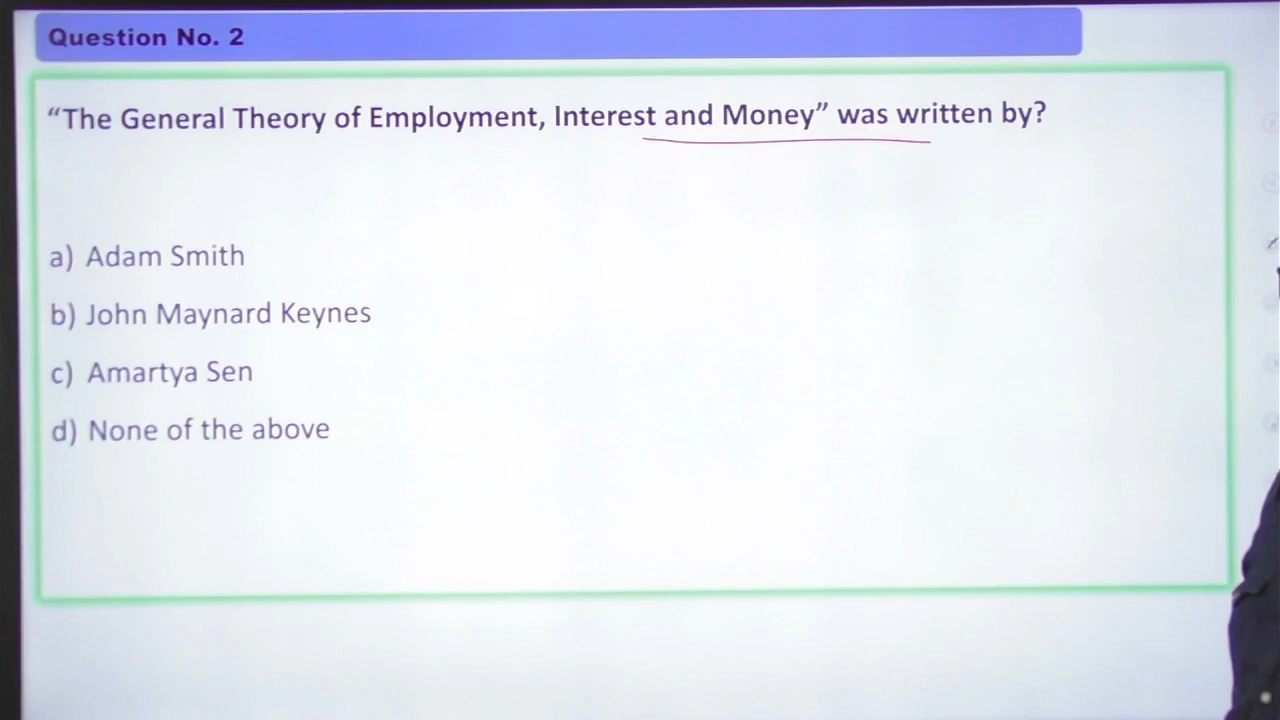 Question No. 2
“The General Theory of Employment, Interest and Money” was written by?
a) Adam Smith
b) John Maynard Keynes
c) Amartya Sen
d) None of the above